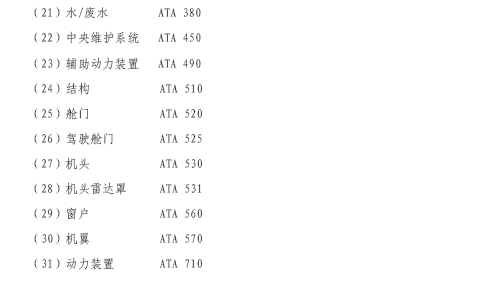 （21）水/废水 ATA 380
（22）中央维护系统 ATA 450
（23）辅助动力装置 ATA 490
（24）结构 ATA 510
（25）舱门 ATA 520
（26）驾驶舱门 ATA 525
（27）机头 ATA 530
（28）机头雷达罩 ATA 531
（29）窗户 ATA 560
（30）机翼 ATA 570
（31）动力装置 ATA 710